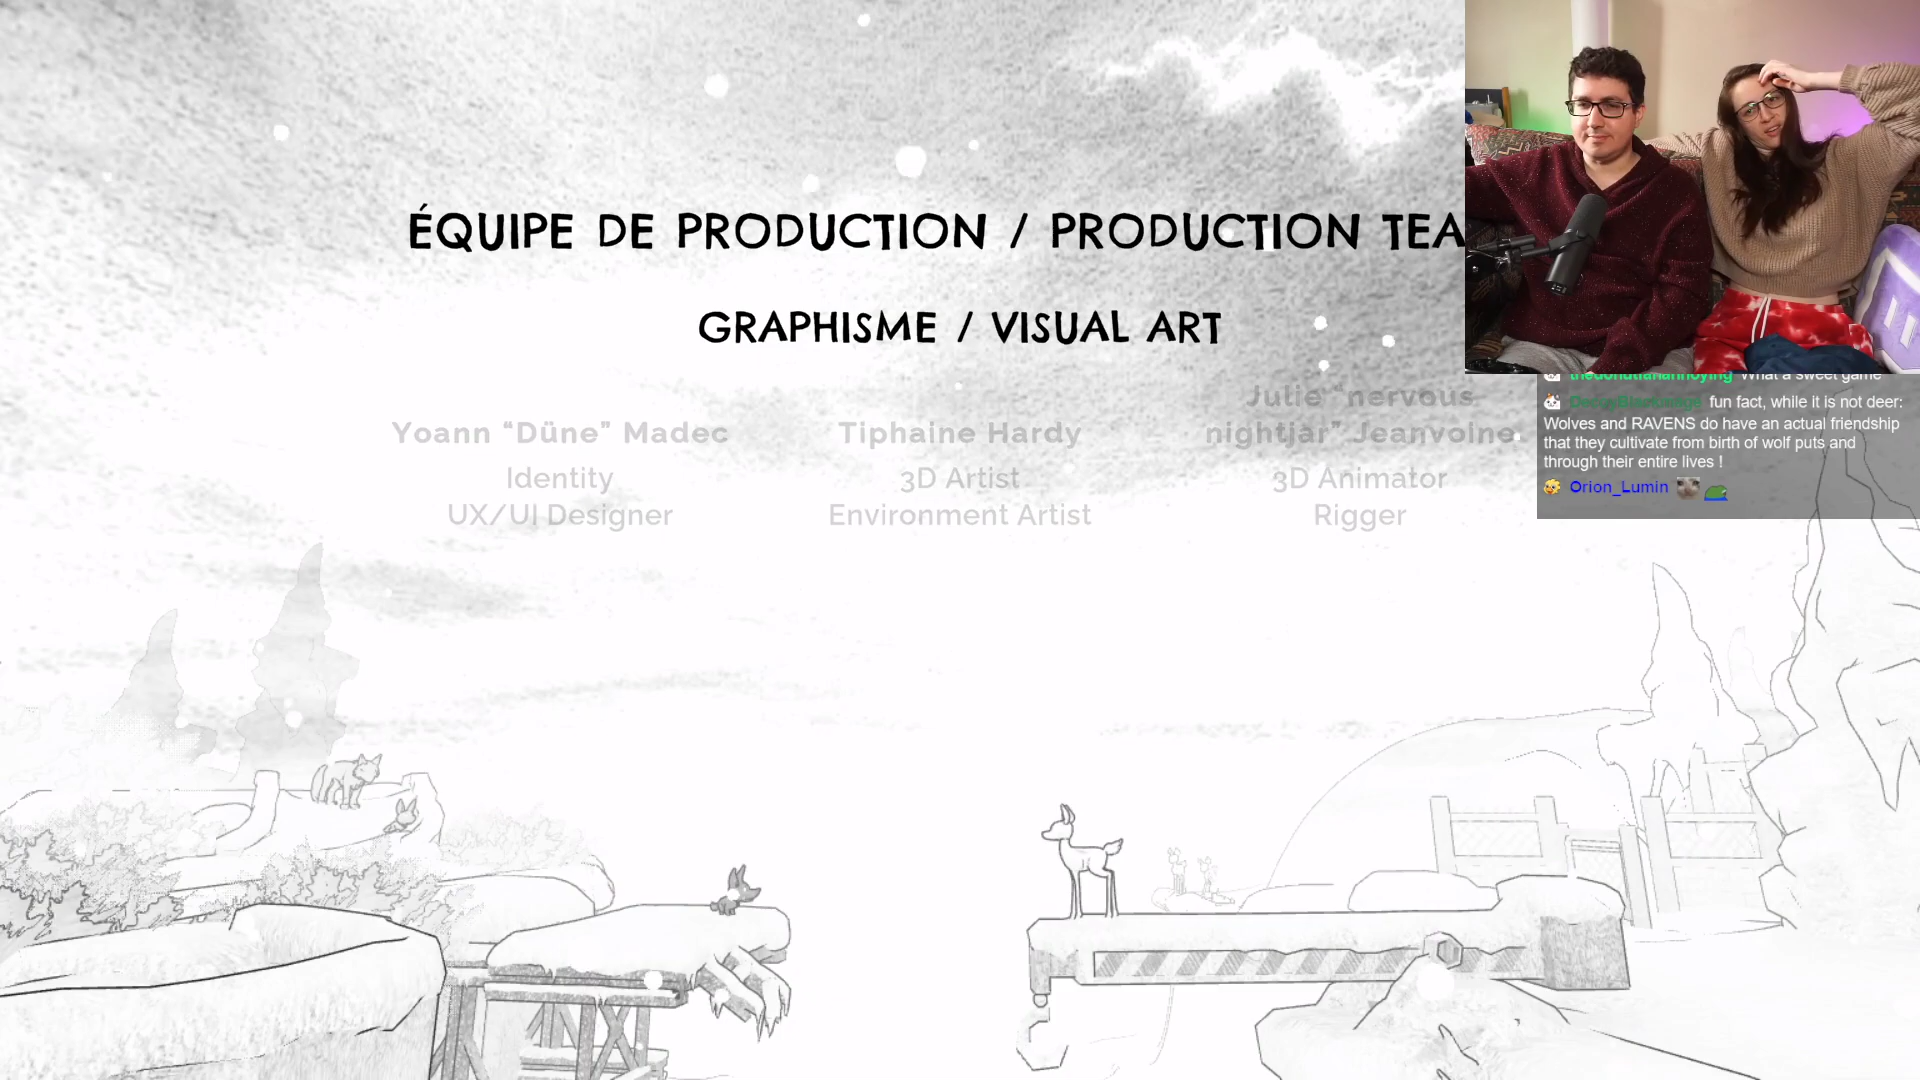 ÉQUIPE DE PRODUCTION / PRODUCTION TEA
GRAPHISME / VISUAL ART
Yoann “Düne” Madec
Identity
UX/UI Designer
Tiphaine Hardy
3D Artist
Environment Artist
Julie “nervous
nightjar” Jeanvoine
3D Animator
Rigger
thedonutianannoying What a sweet game
fun fact, while it is not deer:
Wolves and RAVENS do have an actual friendship
that they cultivate from birth of wolf puts and
through their entire lives !
Orion_Lumin